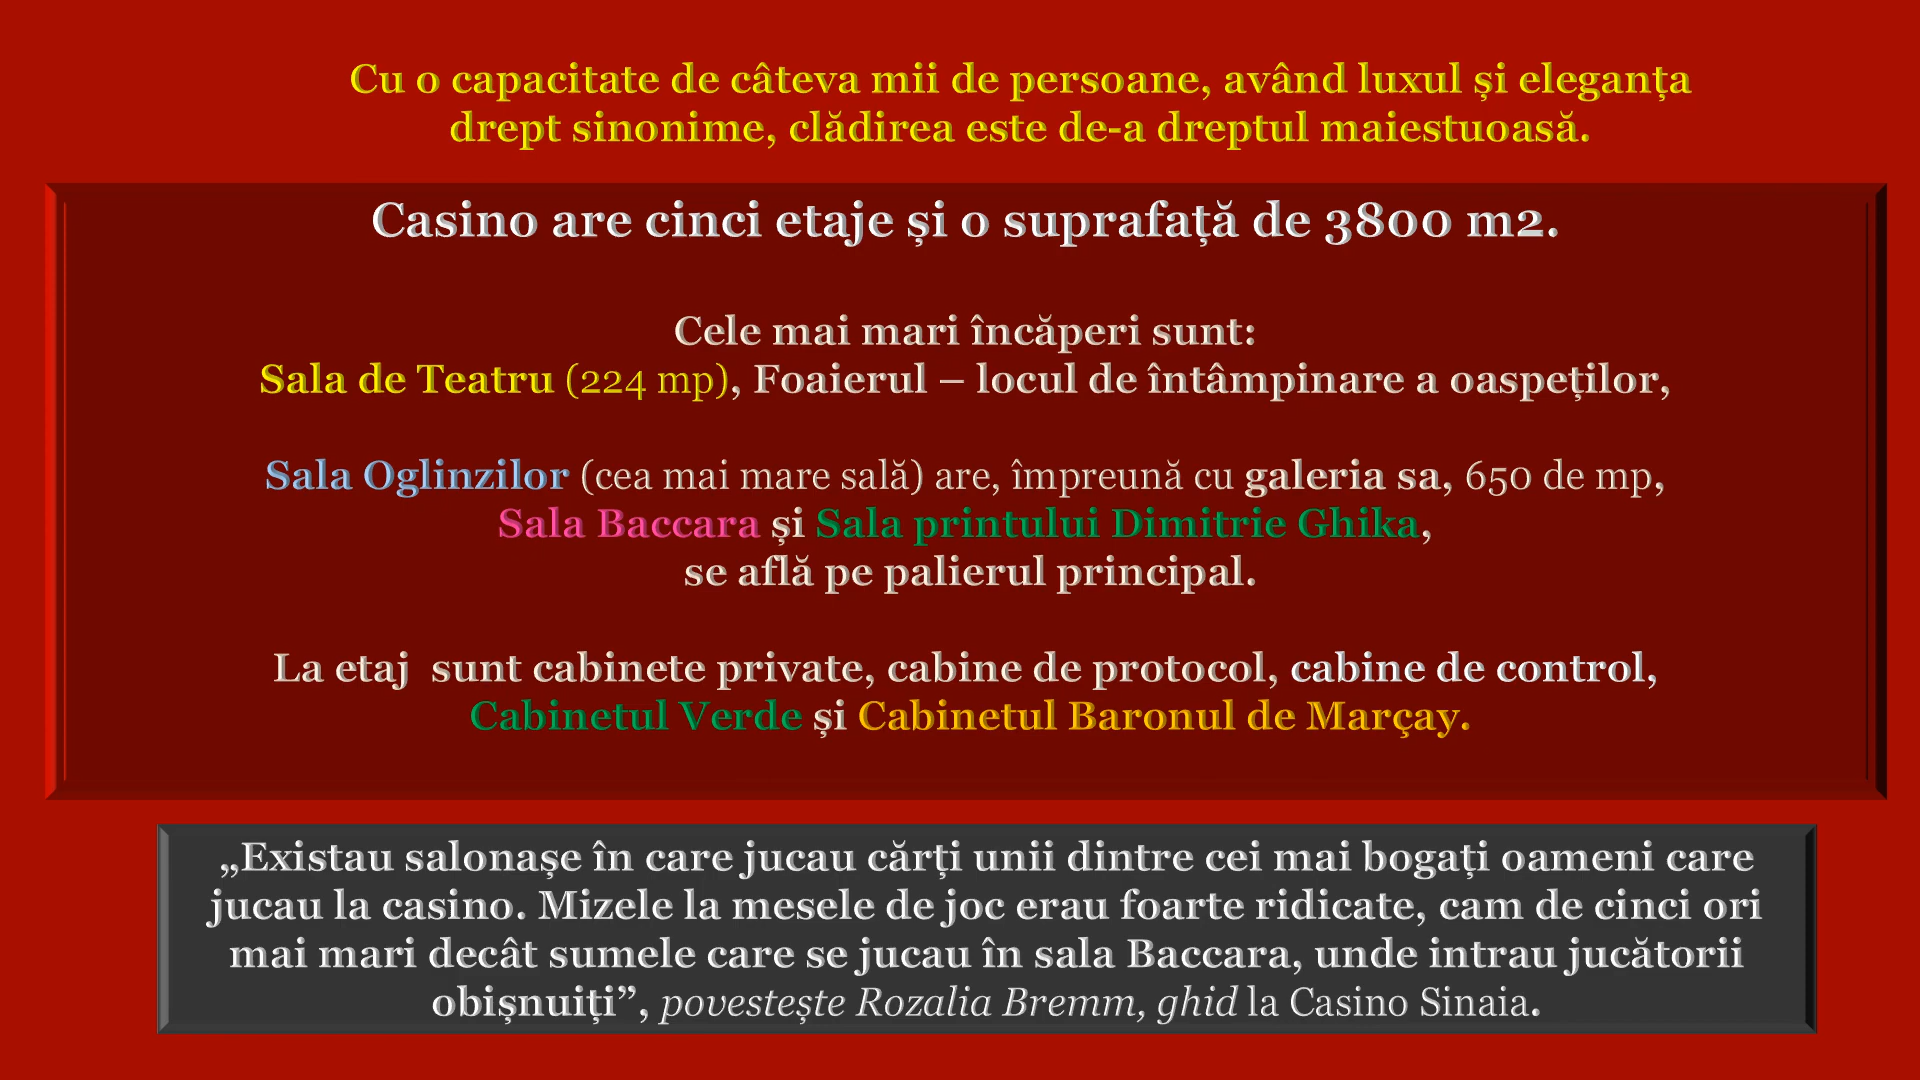 Cu o capacitate de câteva mii de persoane, având luxul și eleganța
drept sinonime, clădirea este de-a dreptul maiestuoasă.
Casino are cinci etaje și o suprafață de 3800 m2.
Cele mai mari încăperi sunt:
Sala de Teatru (224 mp), Foaierul – locul de întâmpinare a oaspeților,
Sala Oglinzilor (cea mai mare sală) are, împreună cu galeria sa, 650 de mp,
Sala Baccara și Sala printului Dimitrie Ghika,
se află pe palierul principal.
La etaj  sunt cabinete private, cabine de protocol, cabine de control,
Cabinetul Verde și Cabinetul Baronul de Marçay.
„Existau salonașe în care jucau cărți unii dintre cei mai bogați oameni care
jucau la casino. Mizele la mesele de joc erau foarte ridicate, cam de cinci ori
mai mari decât sumele care se jucau în sala Baccara, unde intrau jucătorii
obișnuiți”, povestește Rozalia Bremm, ghid la Casino Sinaia.